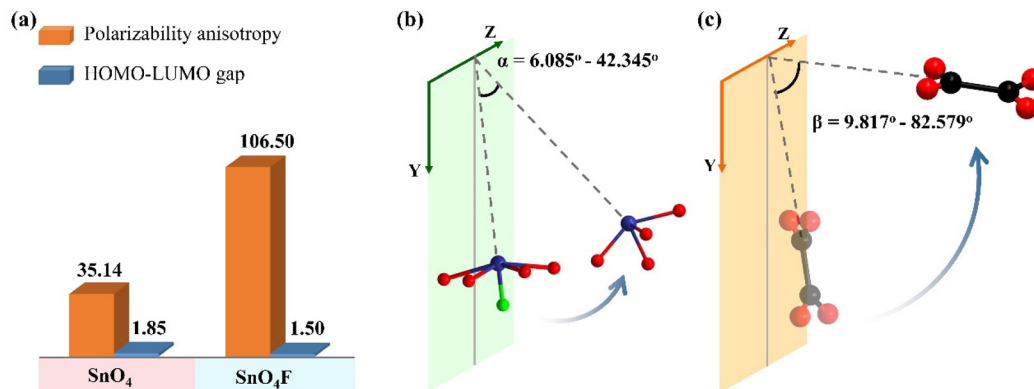 (a)
Polarizability anisotropy
HOMO-LUMO gap
106.50
35.14
1.85
1.50
SnO₄
SnO₄F
(b)
Z
α = 6.085° - 42.345°
Y
(c)
Z
β = 9.817° - 82.579°
Y